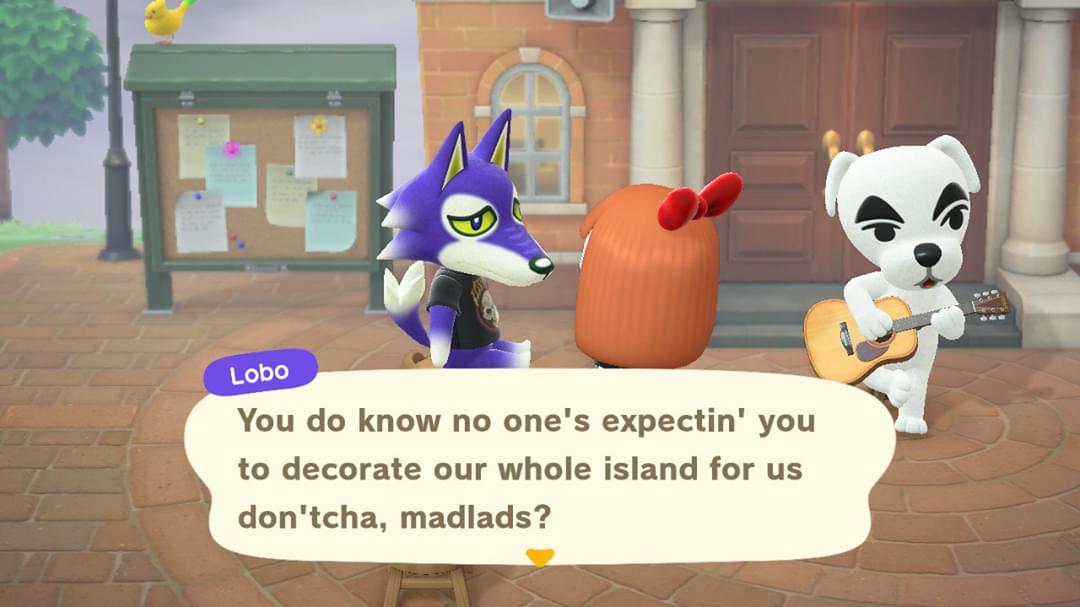 Lobo
You do know no one's expectin' you
to decorate our whole island for us
don'tcha, madlads?